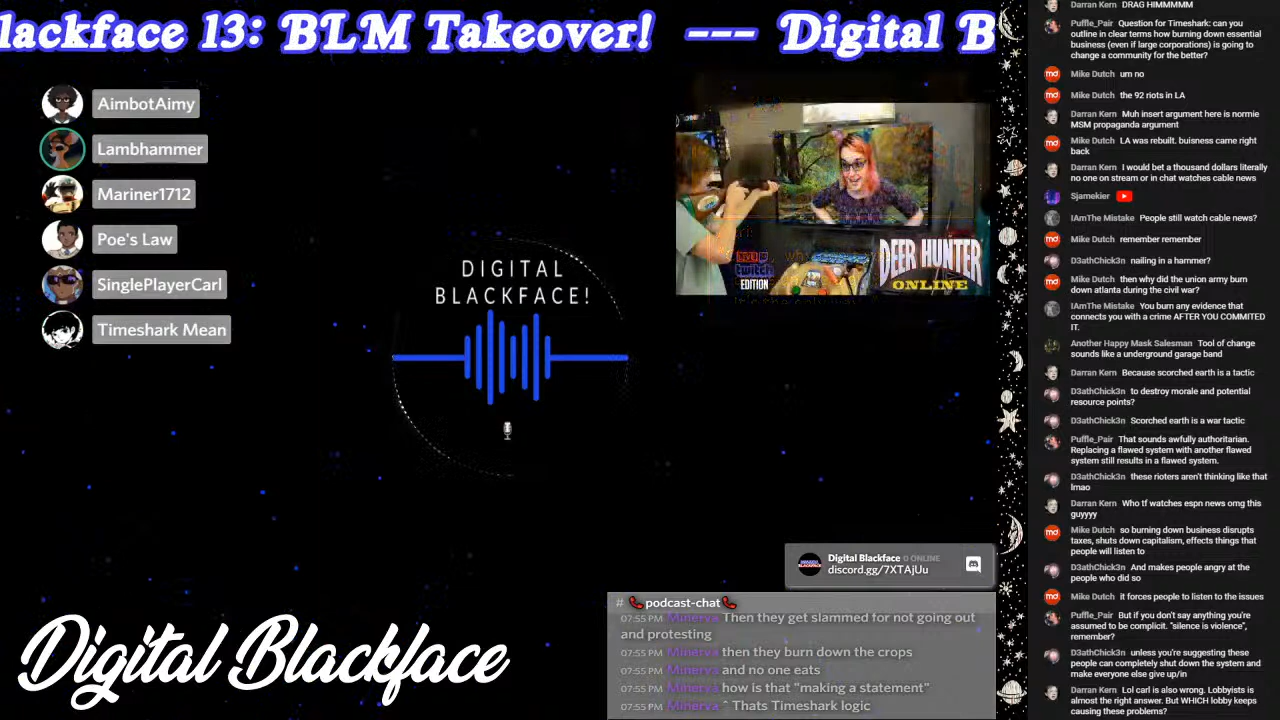 lackface 13: BLM Takeover! --- Digital B
AimbotAimy
Lambhammer
Mariner1712
Poe's Law
SinglePlayerCarl
Timeshark Mean
DIGITAL
BLACKFACE!
twitch
EDITION
DEER HUNTER
ONLINE
Digital Blackface 0 ONLINE
discord.gg/7XTAjUu
# podcast-chat
07:55 PM Minerva Then they get slammed for not going out
and protesting
07:55 PM Minerva then they burn down the crops
07:55 PM Minerva and no one eats
07:55 PM Minerva how is that "making a statement"
07:55 PM Minerva ^ Thats Timeshark logic
Digital Blackface
Darran Kern DRAG HIMMMMM
Puffle_Pair Question for Timeshark: can you
outline in clear terms how burning down essential
business (even if large corporations) is going to
change a community for the better?
md Mike Dutch um no
md Mike Dutch the 92 riots in LA
Darran Kern Muh insert argument here is normie
MSM propaganda argument
md Mike Dutch LA was rebuilt. buisness came right
back
Darran Kern I would bet a thousand dollars literally
no one on stream or in chat watches cable news
Sjamekier
IAmThe Mistake People still watch cable news?
md Mike Dutch remember remember
D3athChick3n nailing in a hammer?
md Mike Dutch then why did the union army burn
down atlanta during the civil war?
IAmThe Mistake You burn any evidence that
connects you with a crime AFTER YOU COMMITED
IT.
Another Happy Mask Salesman Tool of change
sounds like a underground garage band
Darran Kern Because scorched earth is a tactic
D3athChick3n to destroy morale and potential
resource points?
D3athChick3n Scorched earth is a war tactic
Puffle_Pair That sounds awfully authoritarian.
Replacing a flawed system with another flawed
system still results in a flawed system.
D3athChick3n these rioters aren't thinking like that
lmao
Darran Kern Who tf watches espn news omg this
guyyyy
md Mike Dutch so burning down business disrupts
taxes, shuts down capitalism, effects things that
people will listen to
D3athChick3n And makes people angry at the
people who did so
md Mike Dutch it forces people to listen to the issues
Puffle_Pair But if you don't say anything you're
assumed to be complicit. "silence is violence",
remember?
D3athChick3n unless you're suggesting these
people can completely shut down the system and
make everyone else give up/in
Darran Kern Lol carl is also wrong. Lobbyists is
almost the right answer. But WHICH lobby keeps
causing these problems?